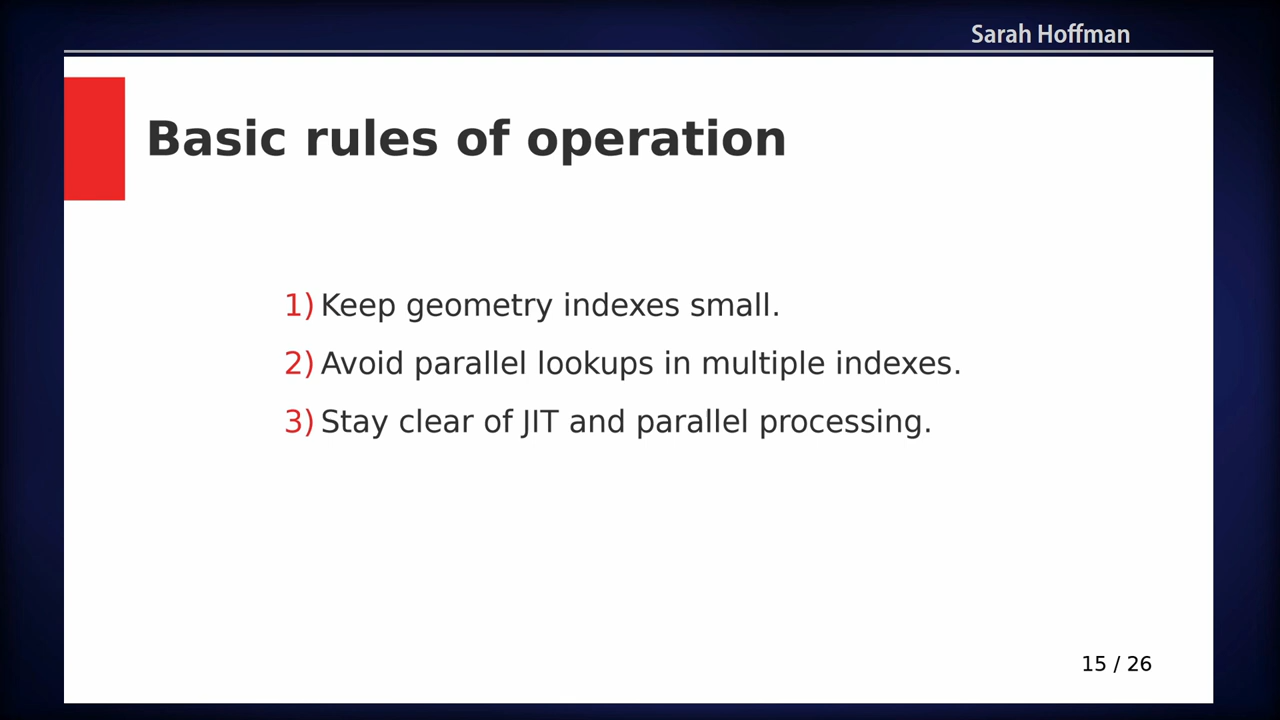 Sarah Hoffman
Basic rules of operation
1) Keep geometry indexes small.
2) Avoid parallel lookups in multiple indexes.
3) Stay clear of JIT and parallel processing.
15 / 26